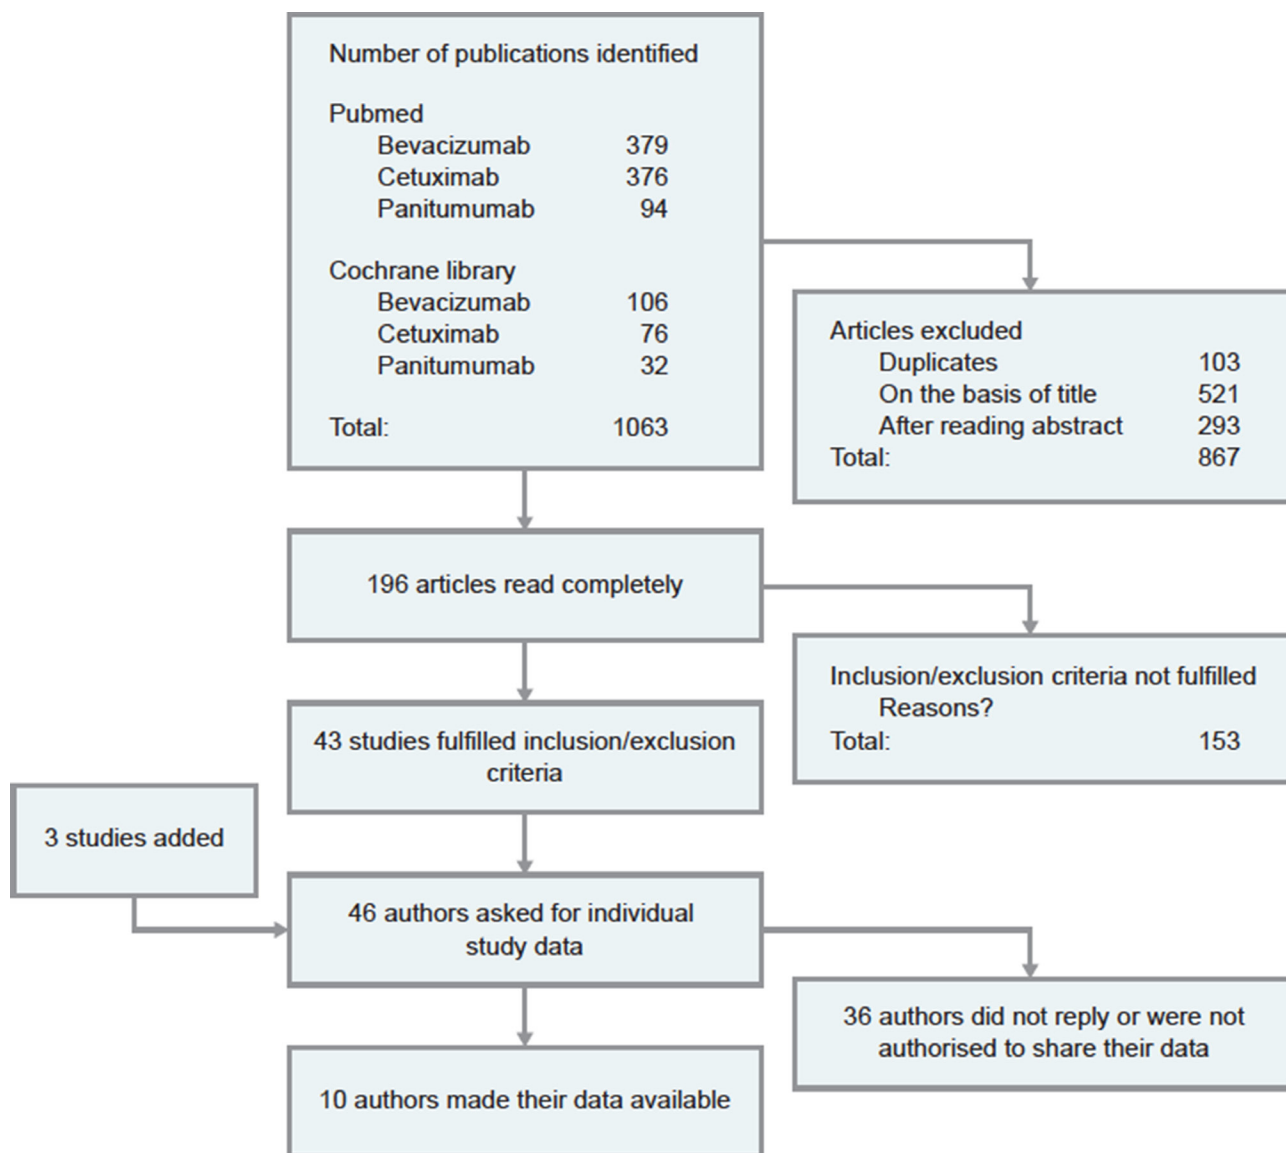 Number of publications identified
Pubmed
Bevacizumab 379
Cetuximab 376
Panitumumab 94
Cochrane library
Bevacizumab 106
Cetuximab 76
Panitumumab 32
Total: 1063
Articles excluded
Duplicates 103
On the basis of title 521
After reading abstract 293
Total: 867
196 articles read completely
Inclusion/exclusion criteria not fulfilled
Reasons?
Total: 153
43 studies fulfilled inclusion/exclusion
criteria
3 studies added
46 authors asked for individual
study data
36 authors did not reply or were not
authorised to share their data
10 authors made their data available